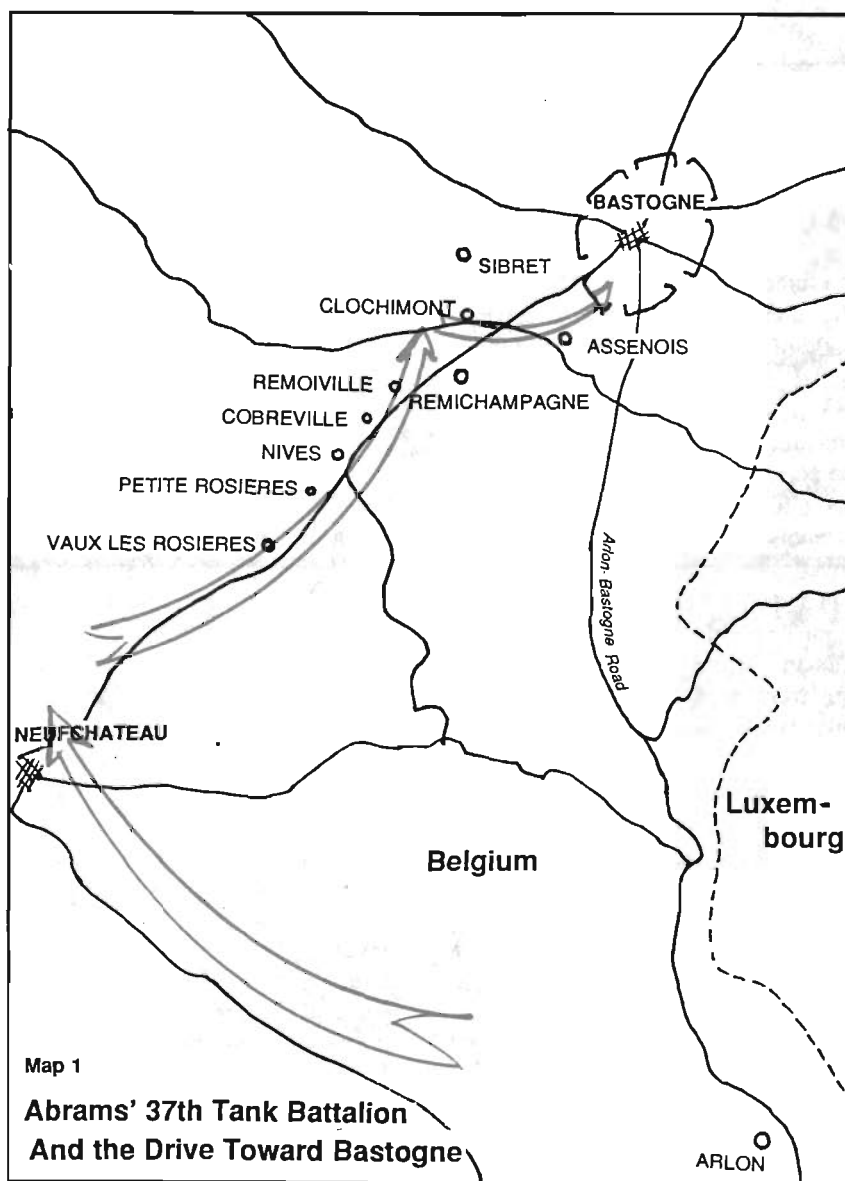 BASTOGNE
SIBRET
CLOCHIMONT
ASSENOIS
REMOIVILLE
REMICHAMPAGNE
COBREVILLE
NIVES
PETITE ROSIERES
VAUX LES ROSIERES
Arlon-Bastogne Road
NEUFCHATEAU
Luxem-
bourg
Belgium
Map 1
Abrams' 37th Tank Battalion
And the Drive Toward Bastogne
ARLON